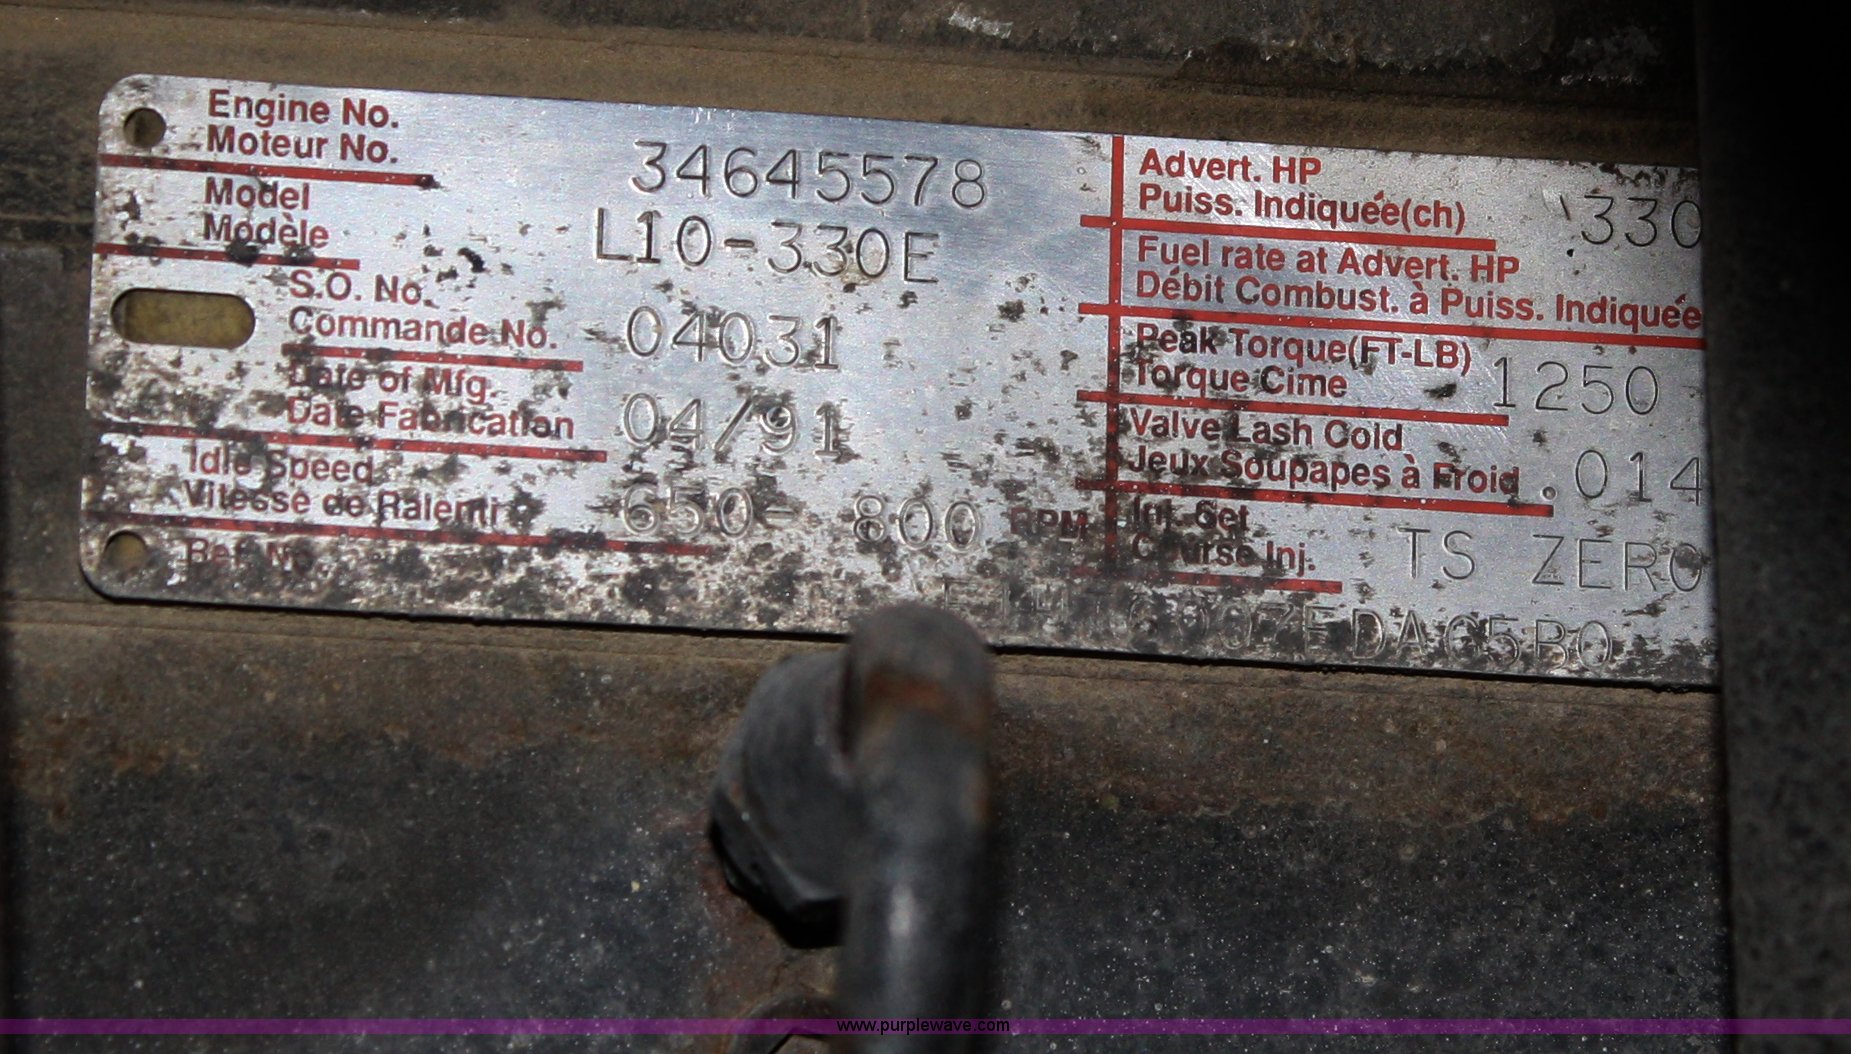 Engine No.
Moteur No. 34645578
Model
Modèle L10-330E
S.O. No.
Commande No. 04031
Date of Mfg.
Date Fabrication 04/91
Idle Speed
Vitesse de Ralenti 650- 800 RPM
Ref. No.
Advert. HP
Puiss. Indiquée(ch) 330
Fuel rate at Advert. HP
Débit Combust. à Puiss. Indiquée
Peak Torque(FT-LB)
Torque Cime 1250
Valve Lash Cold
Jeux Soupapes à Froid .014
Inj. Set
Course Inj. TS ZERO
www.purplewave.com